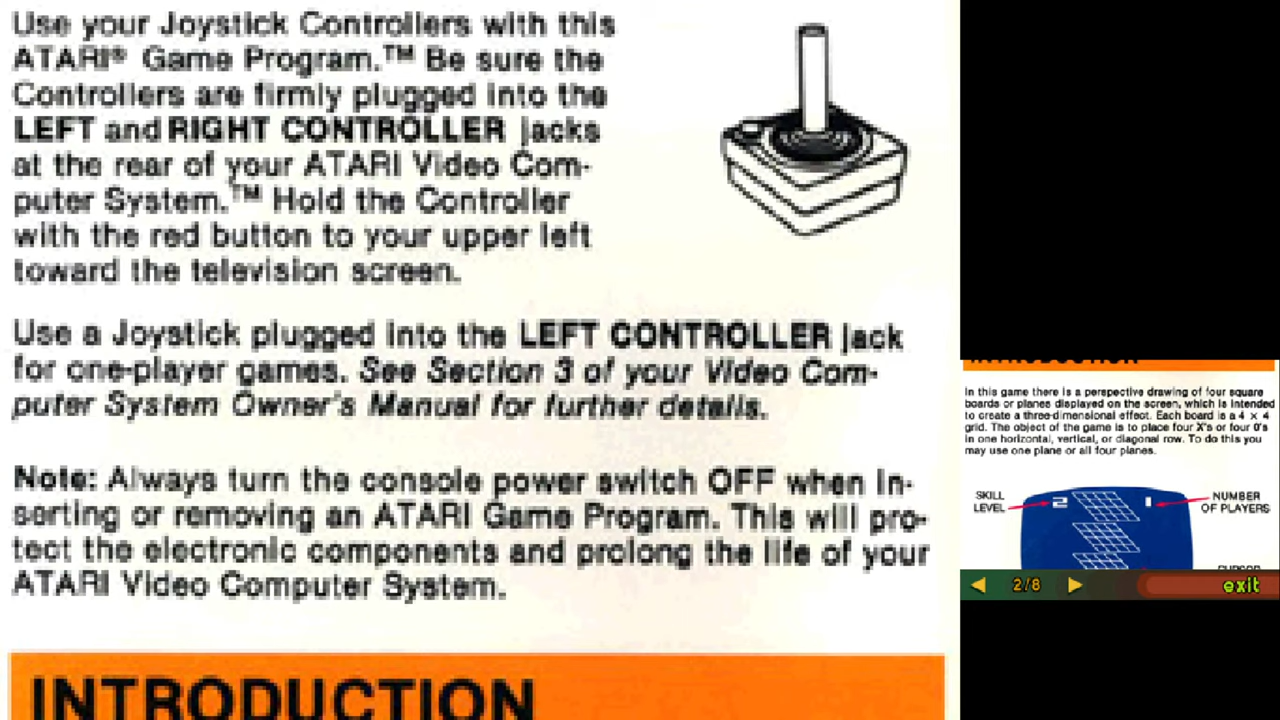 Use your Joystick Controllers with this
ATARI® Game Program.™ Be sure the
Controllers are firmly plugged into the
LEFT and RIGHT CONTROLLER jacks
at the rear of your ATARI Video Com-
puter System.™ Hold the Controller
with the red button to your upper left
toward the television screen.
Use a Joystick plugged into the LEFT CONTROLLER jack
for one-player games. See Section 3 of your Video Com-
puter System Owner's Manual for further details.
Note: Always turn the console power switch OFF when in-
serting or removing an ATARI Game Program. This will pro-
tect the electronic components and prolong the life of your
ATARI Video Computer System.
INTRODUCTION
INTRODUCTION
In this game there is a perspective drawing of four square
boards or planes displayed on the screen, which is intended
to create a three-dimensional effect. Each board is a 4 × 4
grid. The object of the game is to place four X's or four 0's
in one horizontal, vertical, or diagonal row. To do this you
may use one plane or all four planes.
SKILL
LEVEL
2
1
NUMBER
OF PLAYERS
CURSOR
2/8
exit